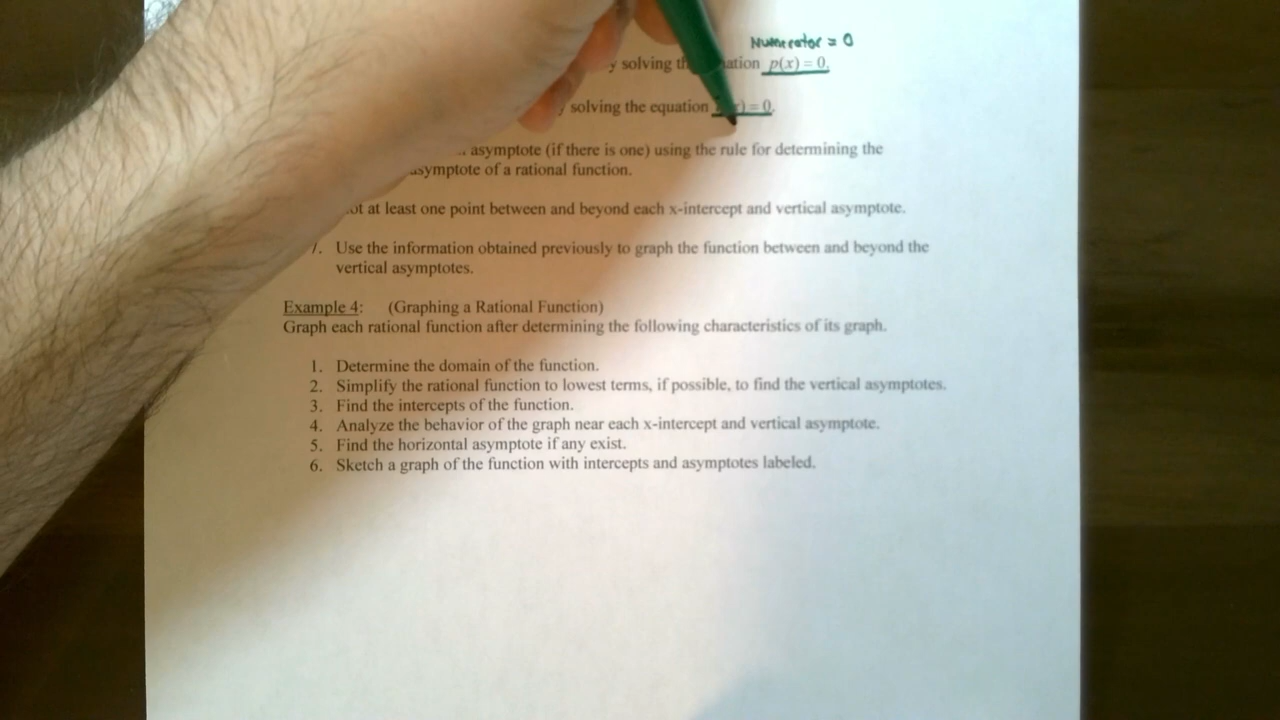 Numerator = 0
solving the equation p(x) = 0.
solving the equation = 0.
asymptote (if there is one) using the rule for determining the
asymptote of a rational function.
at least one point between and beyond each x-intercept and vertical asymptote.
7. Use the information obtained previously to graph the function between and beyond the
vertical asymptotes.
Example 4: (Graphing a Rational Function)
Graph each rational function after determining the following characteristics of its graph.
1. Determine the domain of the function.
2. Simplify the rational function to lowest terms, if possible, to find the vertical asymptotes.
3. Find the intercepts of the function.
4. Analyze the behavior of the graph near each x-intercept and vertical asymptote.
5. Find the horizontal asymptote if any exist.
6. Sketch a graph of the function with intercepts and asymptotes labeled.